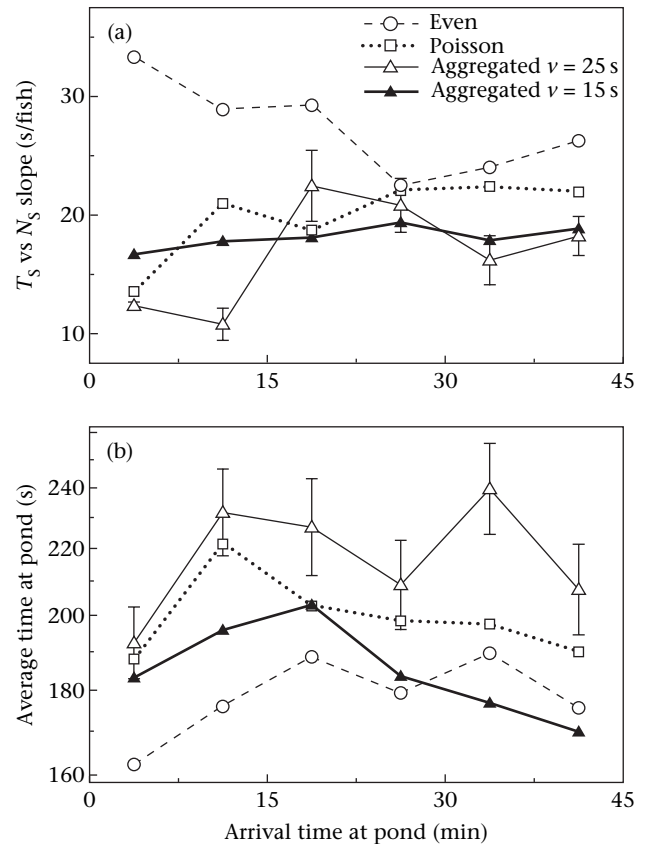 (a)
Even
Poisson
Aggregated v = 25 s
Aggregated v = 15 s
30
20
10
T_S vs N_S slope (s/fish)
0 15 30 45
(b)
240
220
200
180
160
Average time at pond (s)
0 15 30 45
Arrival time at pond (min)